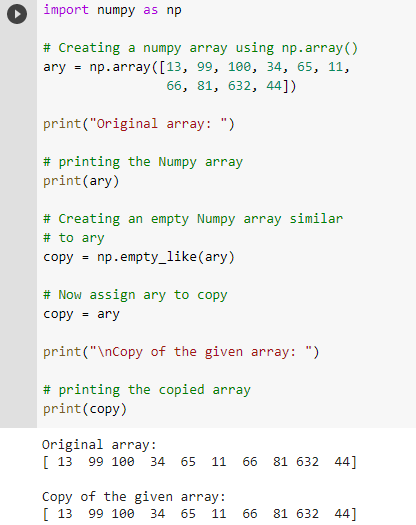 import numpy as np
# Creating a numpy array using np.array()
ary = np.array([13, 99, 100, 34, 65, 11,
66, 81, 632, 44])
print("Original array: ")
# printing the Numpy array
print(ary)
# Creating an empty Numpy array similar
# to ary
copy = np.empty_like(ary)
# Now assign ary to copy
copy = ary
print("\nCopy of the given array: ")
# printing the copied array
print(copy)
Original array:
[ 13  99 100  34  65  11  66  81 632  44]
Copy of the given array:
[ 13  99 100  34  65  11  66  81 632  44]